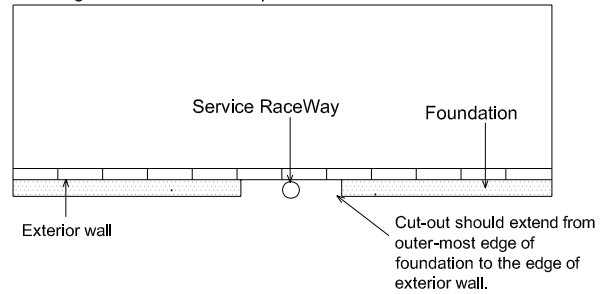 Service RaceWay
Foundation
Exterior wall
Cut-out should extend from
outer-most edge of
foundation to the edge of
exterior wall.